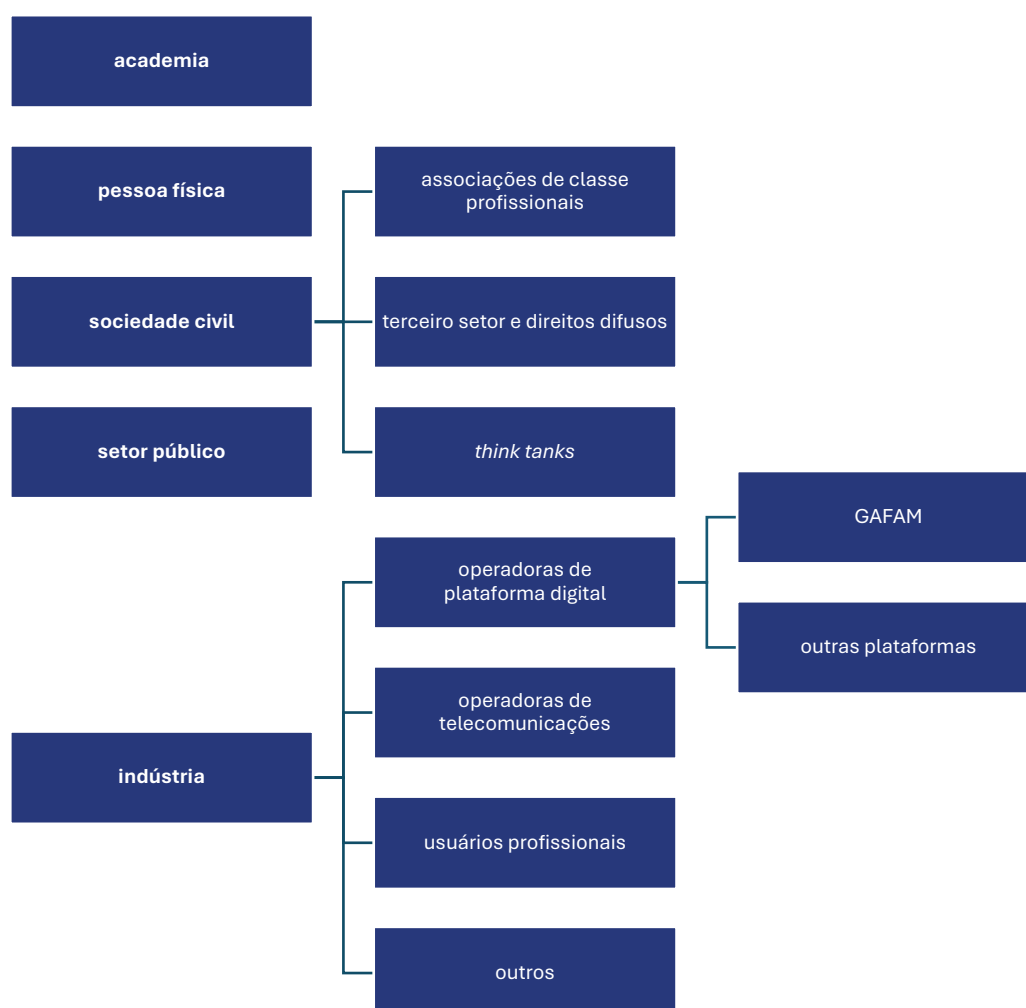 academia
pessoa física
associações de classe
profissionais
sociedade civil
terceiro setor e direitos difusos
setor público
think tanks
GAFAM
operadoras de
plataforma digital
outras plataformas
operadoras de
telecomunicações
indústria
usuários profissionais
outros